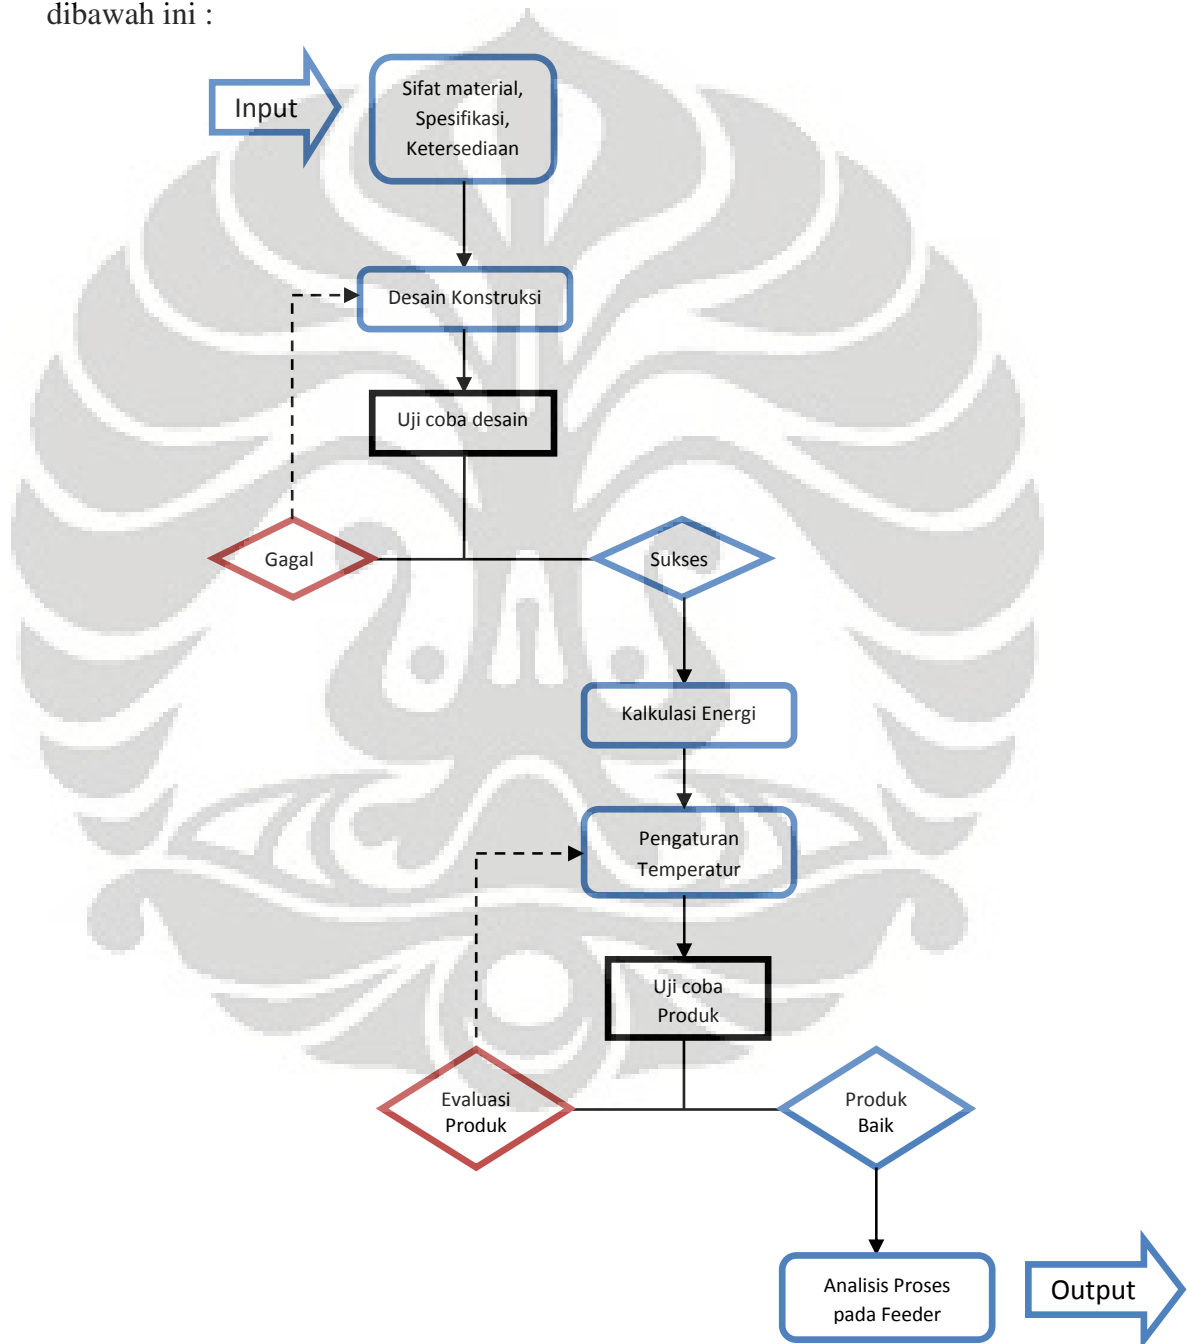 dibawah ini :
Input
Sifat material,
Spesifikasi,
Ketersediaan
Desain Konstruksi
Uji coba desain
Gagal
Sukses
Kalkulasi Energi
Pengaturan
Temperatur
Uji coba
Produk
Evaluasi
Produk
Produk
Baik
Analisis Proses
pada Feeder
Output